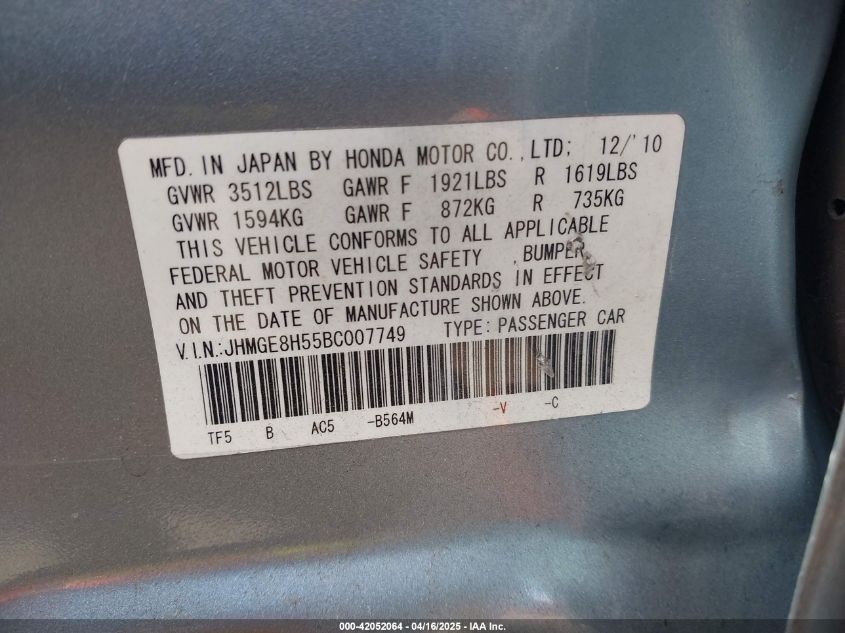 MFD. IN JAPAN BY HONDA MOTOR CO.,LTD; 12/'10
GVWR 3512LBS GAWR F 1921LBS R 1619LBS
GVWR 1594KG GAWR F 872KG R 735KG
THIS VEHICLE CONFORMS TO ALL APPLICABLE
FEDERAL MOTOR VEHICLE SAFETY ,BUMPER,
AND THEFT PREVENTION STANDARDS IN EFFECT
ON THE DATE OF MANUFACTURE SHOWN ABOVE.
V.I.N.:JHMGE8H55BC007749 TYPE: PASSENGER CAR
TF5 B AC5 -B564M -V -C
000-42052064 - 04/16/2025 - IAA Inc.